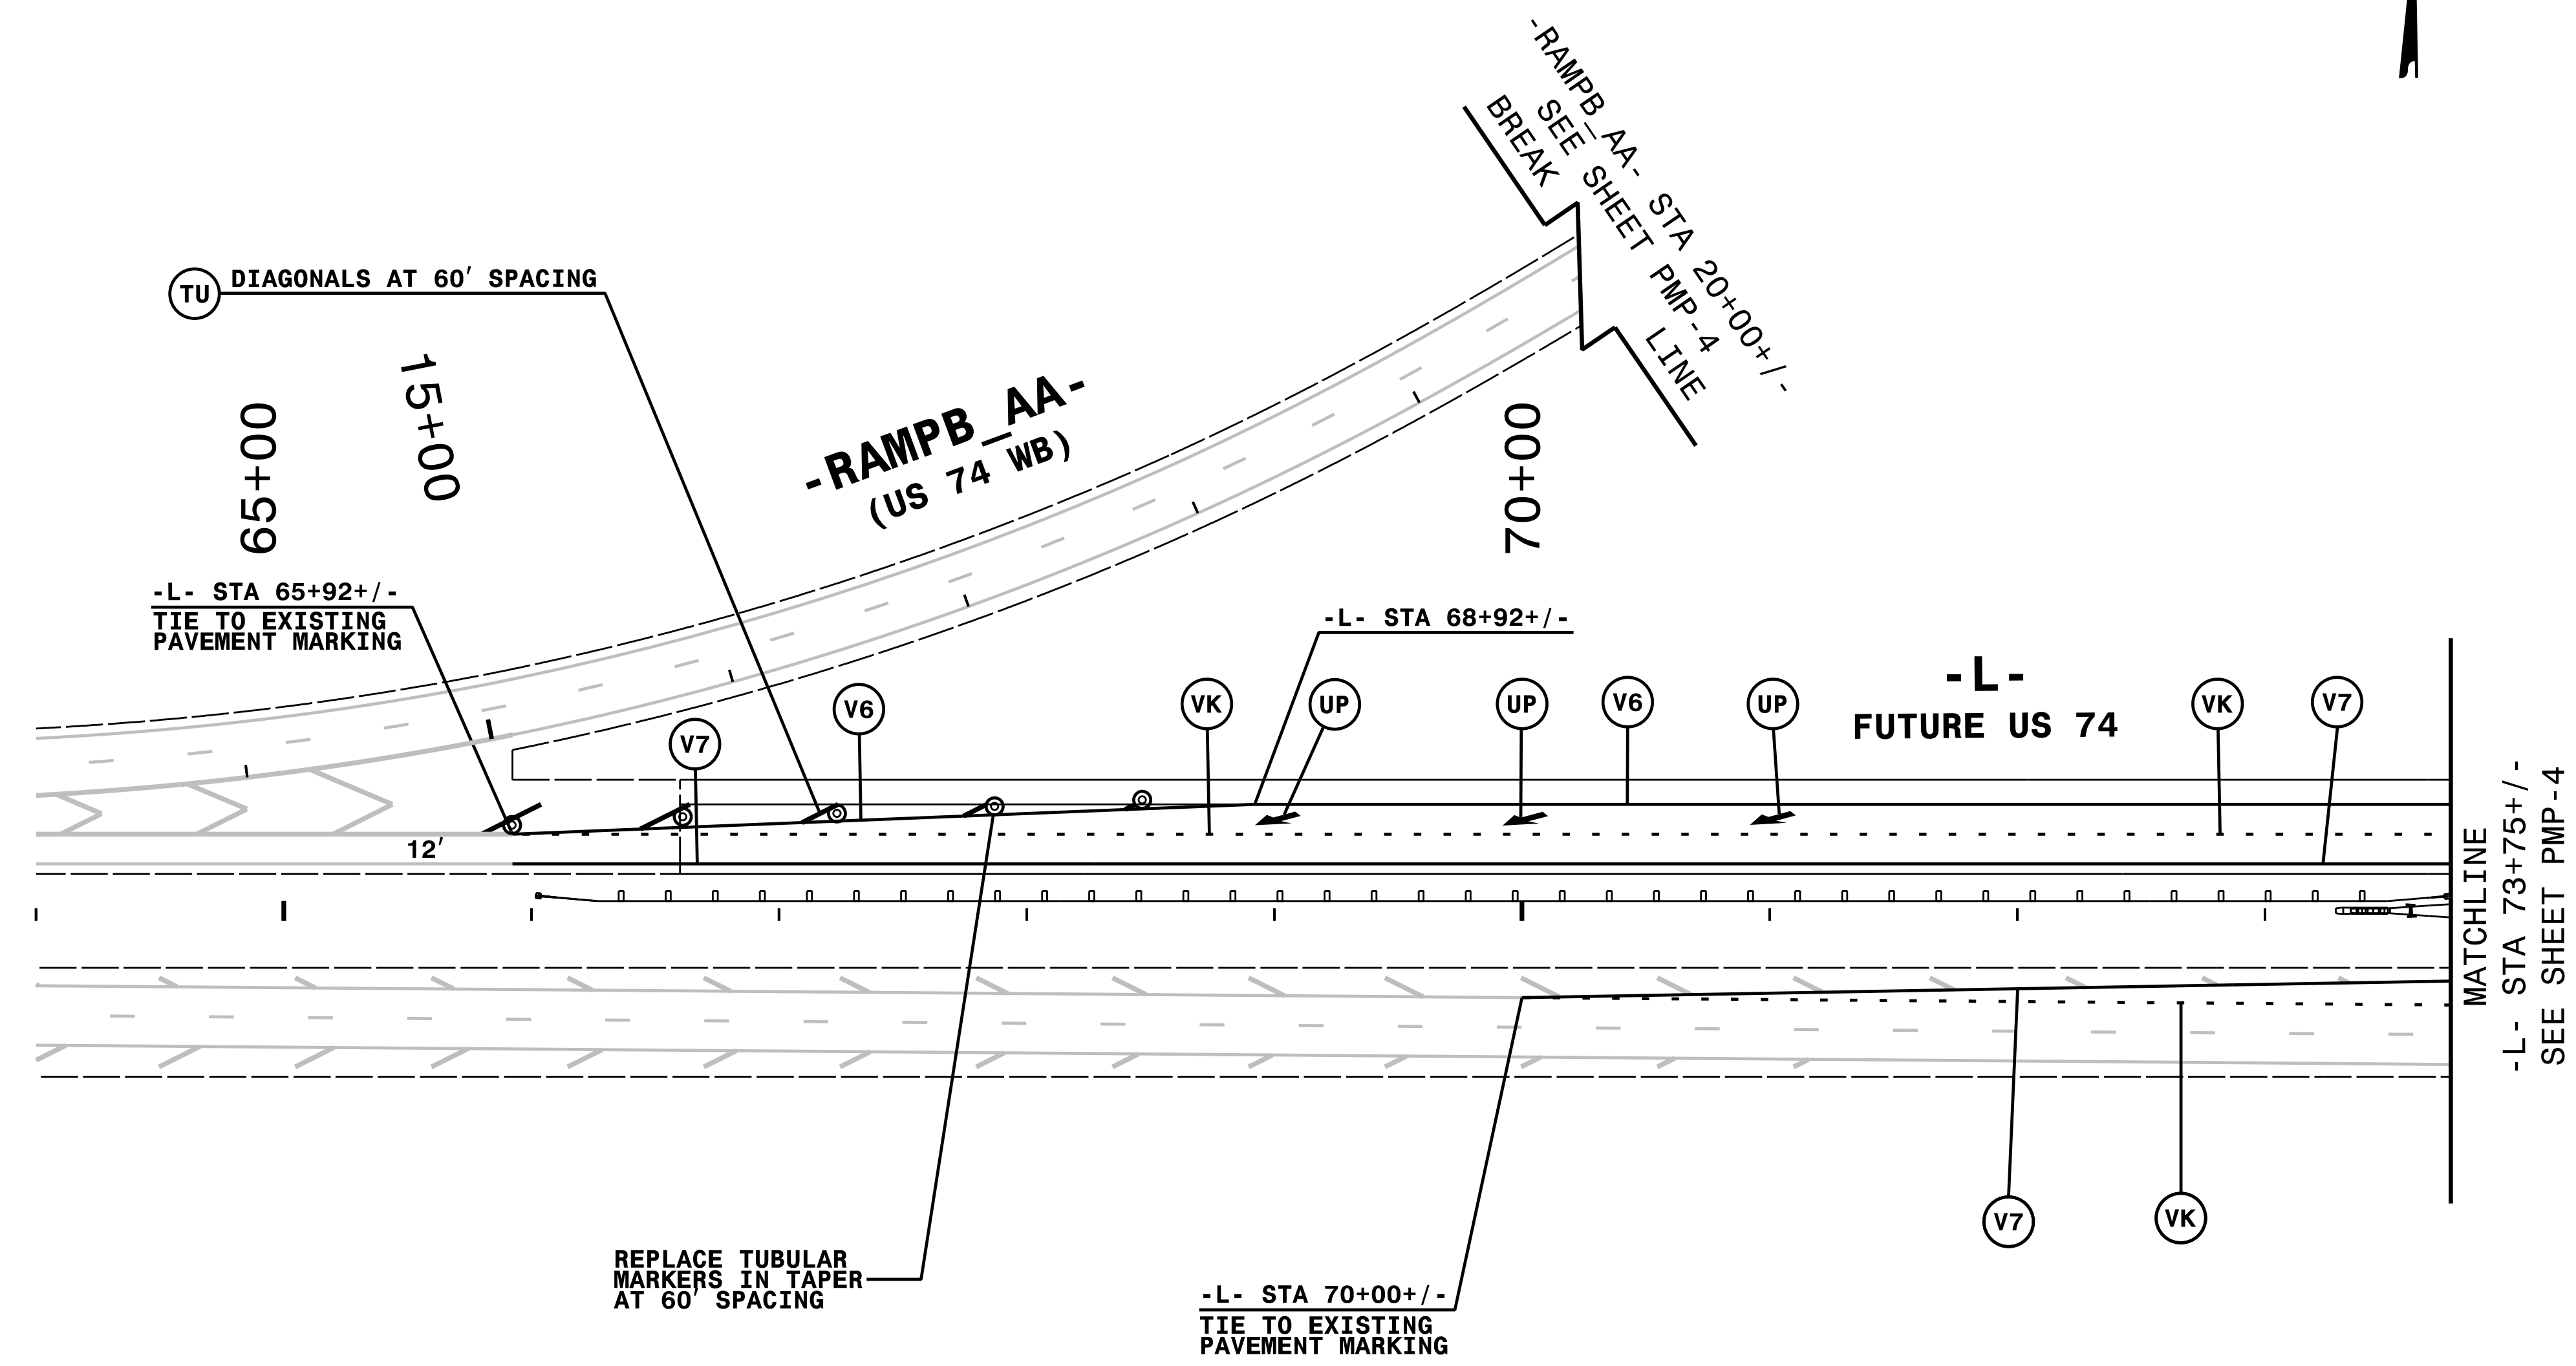 -RAMPB_AA- STA 20+00+/-
SEE SHEET PMP-4
BREAK LINE
TU
DIAGONALS AT 60' SPACING
65+00
15+00
-RAMPB_AA-
(US 74 WB)
70+00
-L- STA 65+92+/-
TIE TO EXISTING
PAVEMENT MARKING
-L- STA 68+92+/-
V7
V6
VK
UP
UP
V6
UP
-L-
FUTURE US 74
VK
V7
12'
MATCHLINE
-L- STA 73+75+/-
SEE SHEET PMP-4
V7
VK
REPLACE TUBULAR
MARKERS IN TAPER
AT 60' SPACING
-L- STA 70+00+/-
TIE TO EXISTING
PAVEMENT MARKING